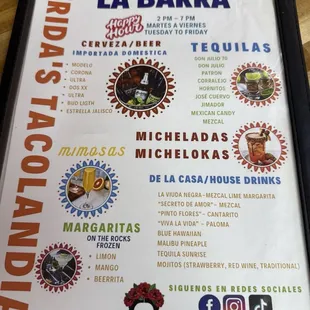 LA BARRA
Happy Hour
2 PM - 7 PM
MARTES A VIERNES
TUESDAY TO FRIDAY
RIDA'S TACOLANDIA
CERVEZA/BEER
IMPORTADA DOMESTICA
MODELO
CORONA
ULTRA
DOS XX
ULTRA
BUD LIGTH
ESTRELLA JALISCO
TEQUILAS
DON JULIO 70
DON JULIO
PATRON
CORRALEJO
HORNITOS
JOSÉ CUERVO
JIMADOR
MEXICAN CANDY
MEZCAL
MICHELADAS
MICHELOKAS
MIMOSAS
DE LA CASA/HOUSE DRINKS
LA VIUDA NEGRA-MEZCAL LIME MARGARITA
"SECRETO DE AMOR"- MEZCAL
"PINTO FLORES" - CANTARITO
"VIVA LA VIDA" - PALOMA
BLUE HAWAIIAN
MALIBU PINEAPLE
TEQUILA SUNRISE
MOJITOS (STRAWBERRY, RED WINE, TRADITIONAL)
MARGARITAS
ON THE ROCKS
FROZEN
LIMON
MANGO
BEERRITA
SIGUENOS EN REDES SOCIALES